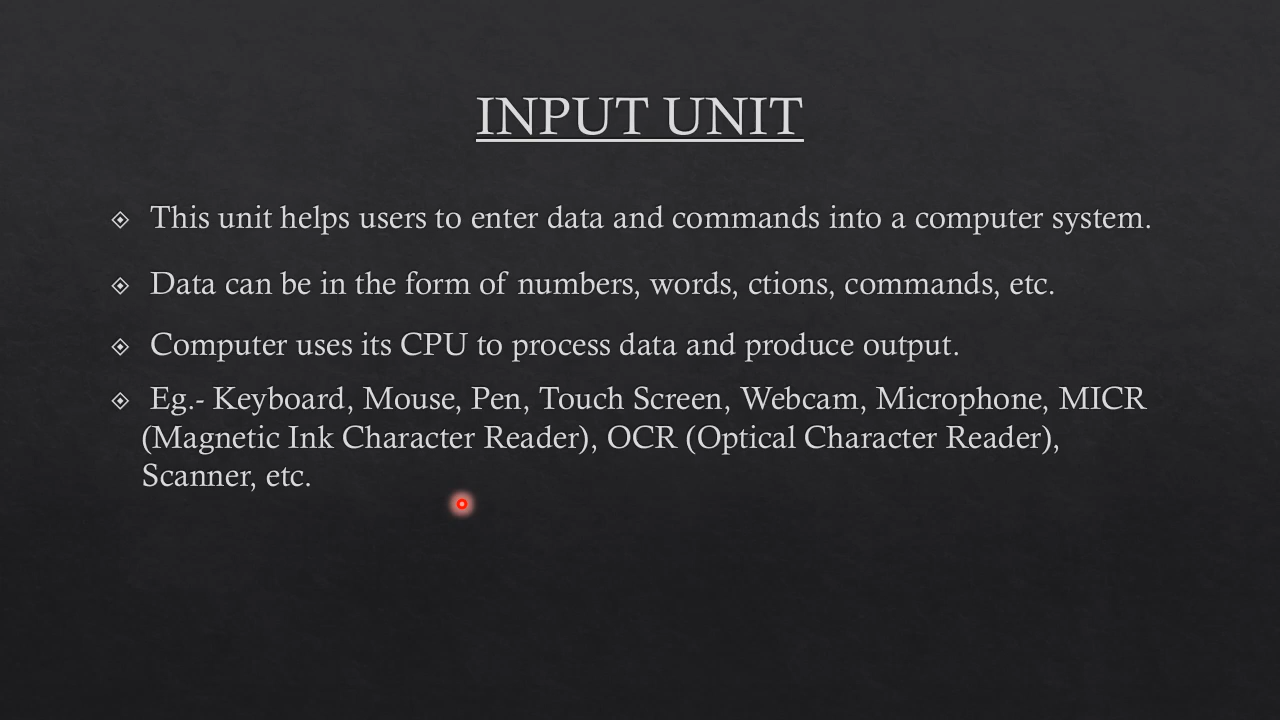 INPUT UNIT
This unit helps users to enter data and commands into a computer system.
Data can be in the form of numbers, words, ctions, commands, etc.
Computer uses its CPU to process data and produce output.
Eg.- Keyboard, Mouse, Pen, Touch Screen, Webcam, Microphone, MICR
(Magnetic Ink Character Reader), OCR (Optical Character Reader),
Scanner, etc.